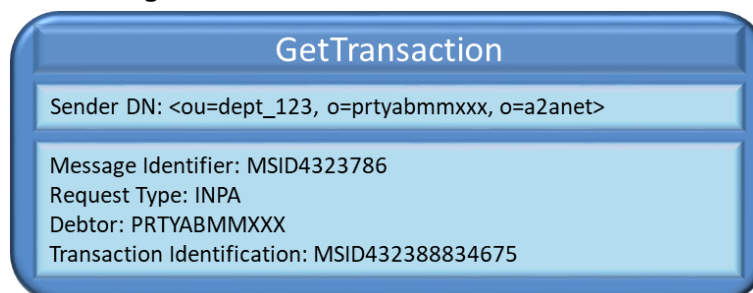 GetTransaction
Sender DN: <ou=dept_123, o=prtyabmmxxx, o=a2anet>
Message Identifier: MSID4323786
Request Type: INPA
Debtor: PRTYABMMXXX
Transaction Identification: MSID432388834675